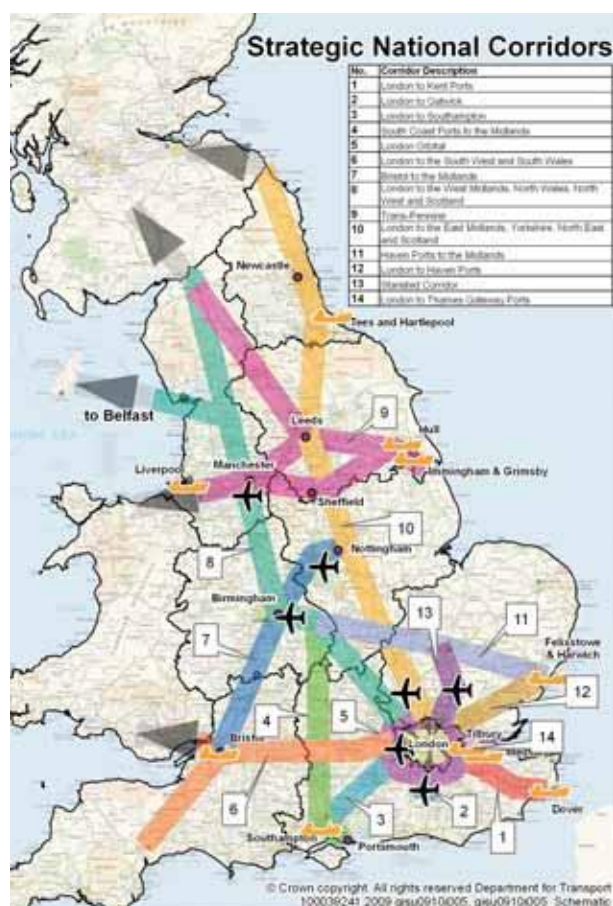 Strategic National Corridors
No. Corridor Description
1 London to Kent Ports
2 London to Gatwick
3 London to Southampton
4 South Coast Ports to the Midlands
5 London Orbital
6 London to the South West and South Wales
7 Bristol to the Midlands
8 London to the West Midlands, North Wales, North
West and Scotland
9 Trans-Pennine
10 London to the East Midlands, Yorkshire, North East
and Scotland
11 Haven Ports to the Midlands
12 London to Haven Ports
13 Stansted Corridor
14 London to Thames Gateway Ports
Newcastle
Tees and Hartlepool
to Belfast
Leeds
9
Hull
Liverpool
Manchester
Immingham & Grimsby
Sheffield
10
8
Nottingham
Birmingham
13
11
7
Felixstowe
& Harwich
12
4
5
Tilbury
14
Bristol
London
6
3
2
Dover
1
Southampton
Portsmouth
© Crown copyright. All rights reserved Department for Transport
100039241 2009 gisu0910j005 Schematic